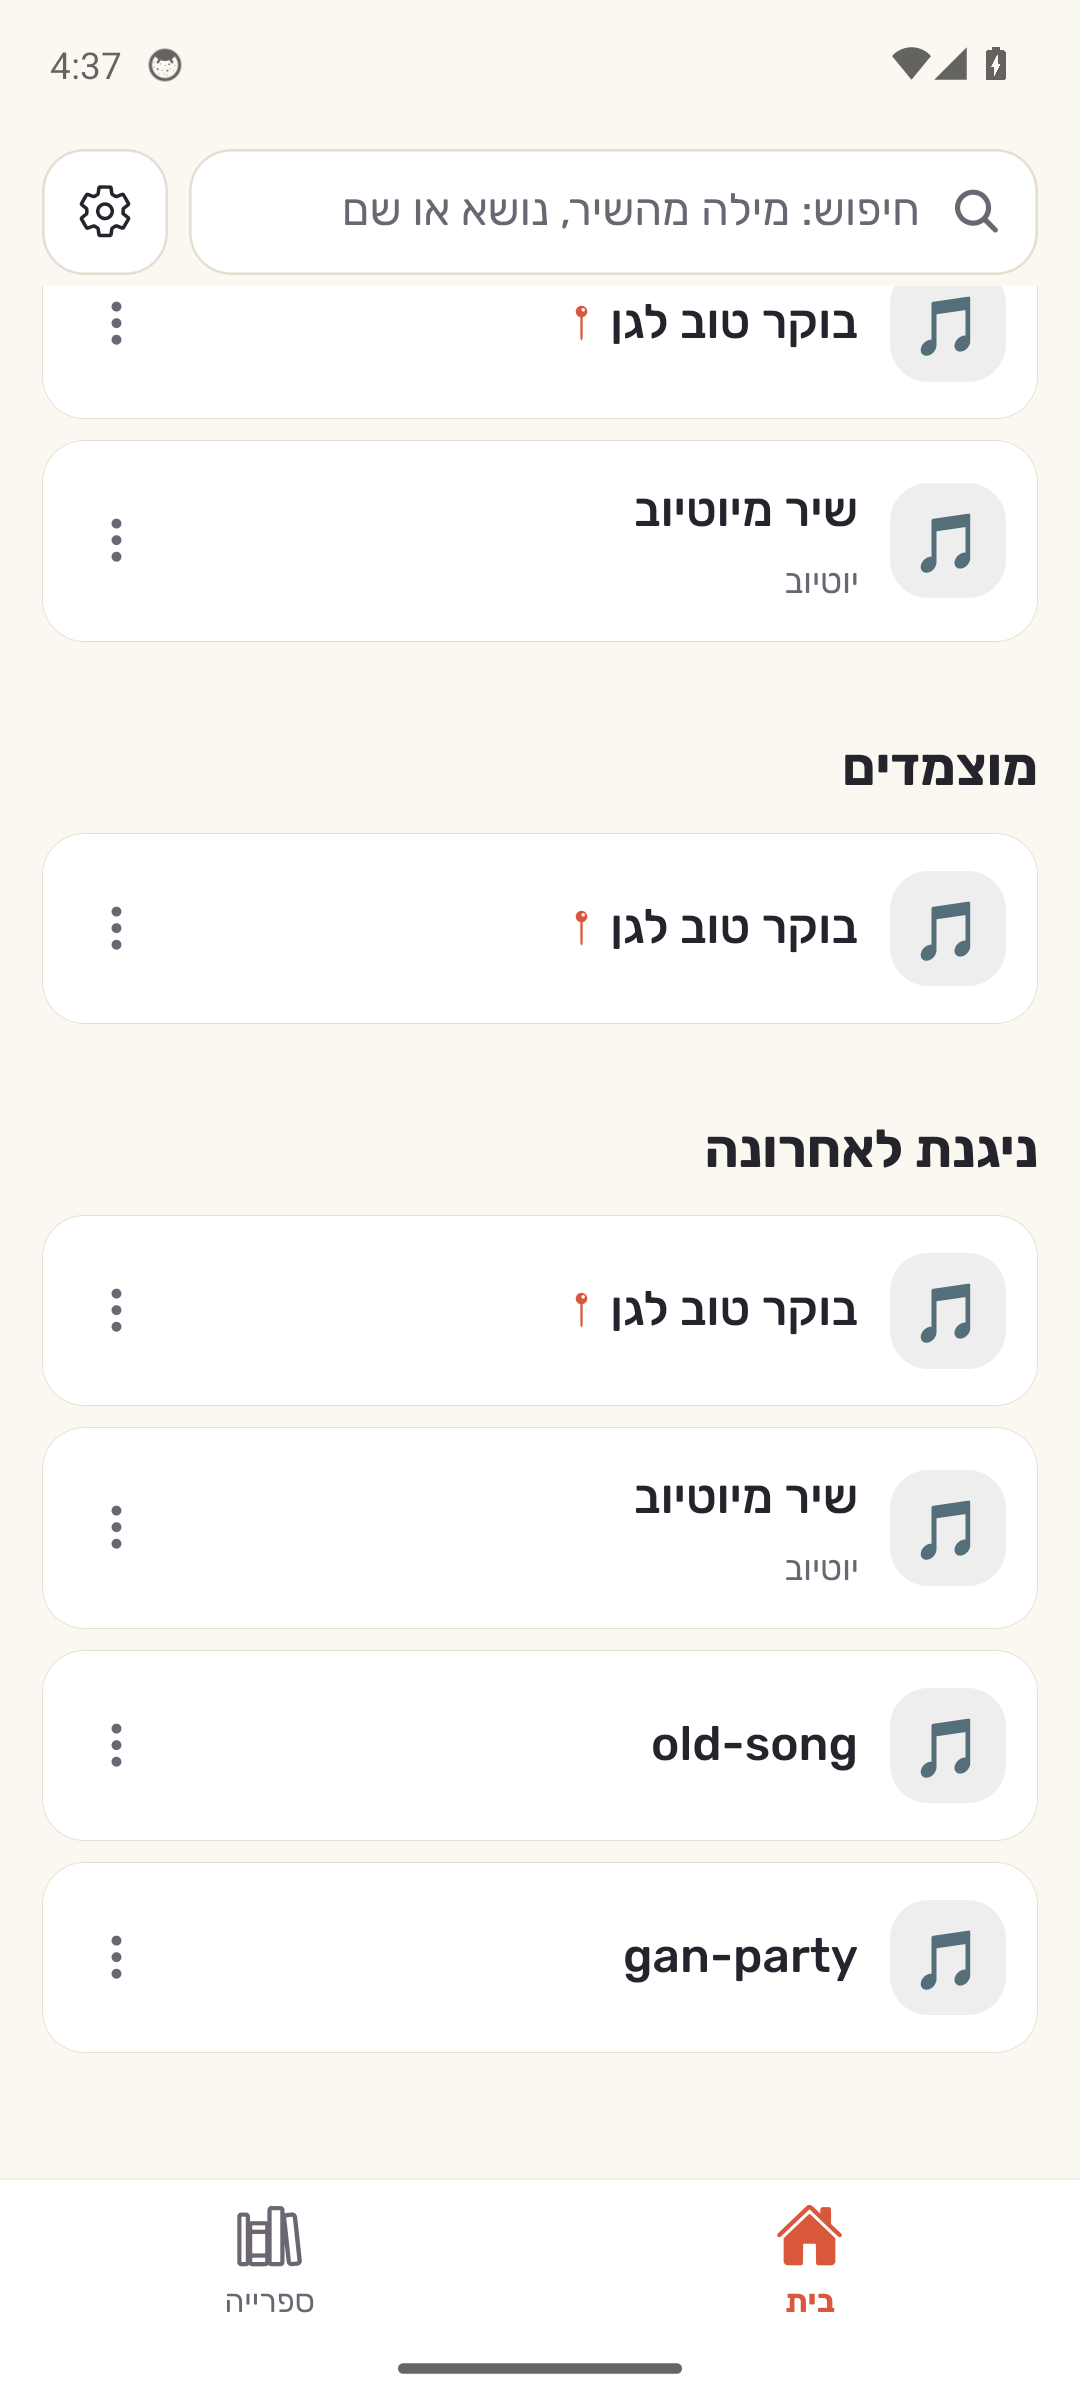 4:37
חיפוש: מילה מהשיר, נושא או שם
בוקר טוב לגן
שיר מיוטיוב
יוטיוב
מוצמדים
בוקר טוב לגן
ניגנת לאחרונה
בוקר טוב לגן
שיר מיוטיוב
יוטיוב
old-song
gan-party
בית
ספרייה